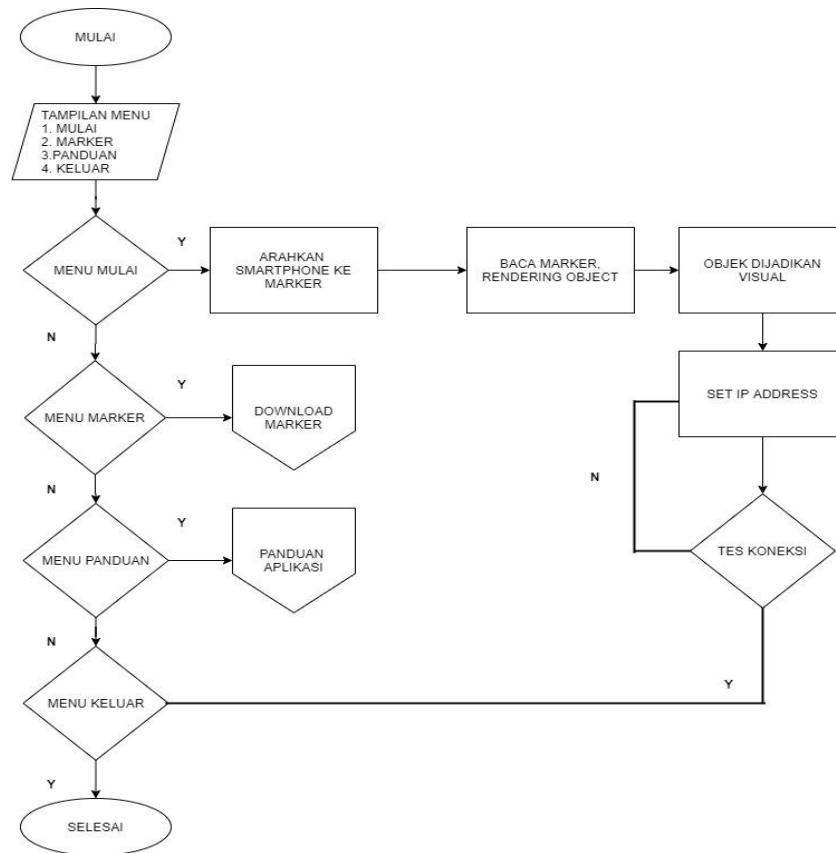 MULAI
TAMPILAN MENU
1. MULAI
2. MARKER
3.PANDUAN
4. KELUAR
MENU MULAI
Y
ARAHKAN
SMARTPHONE KE
MARKER
BACA MARKER,
RENDERING OBJECT
OBJEK DIJADIKAN
VISUAL
N
SET IP ADDRESS
MENU MARKER
Y
DOWNLOAD
MARKER
N
TES KONEKSI
N
MENU PANDUAN
Y
PANDUAN
APLIKASI
N
MENU KELUAR
Y
Y
SELESAI